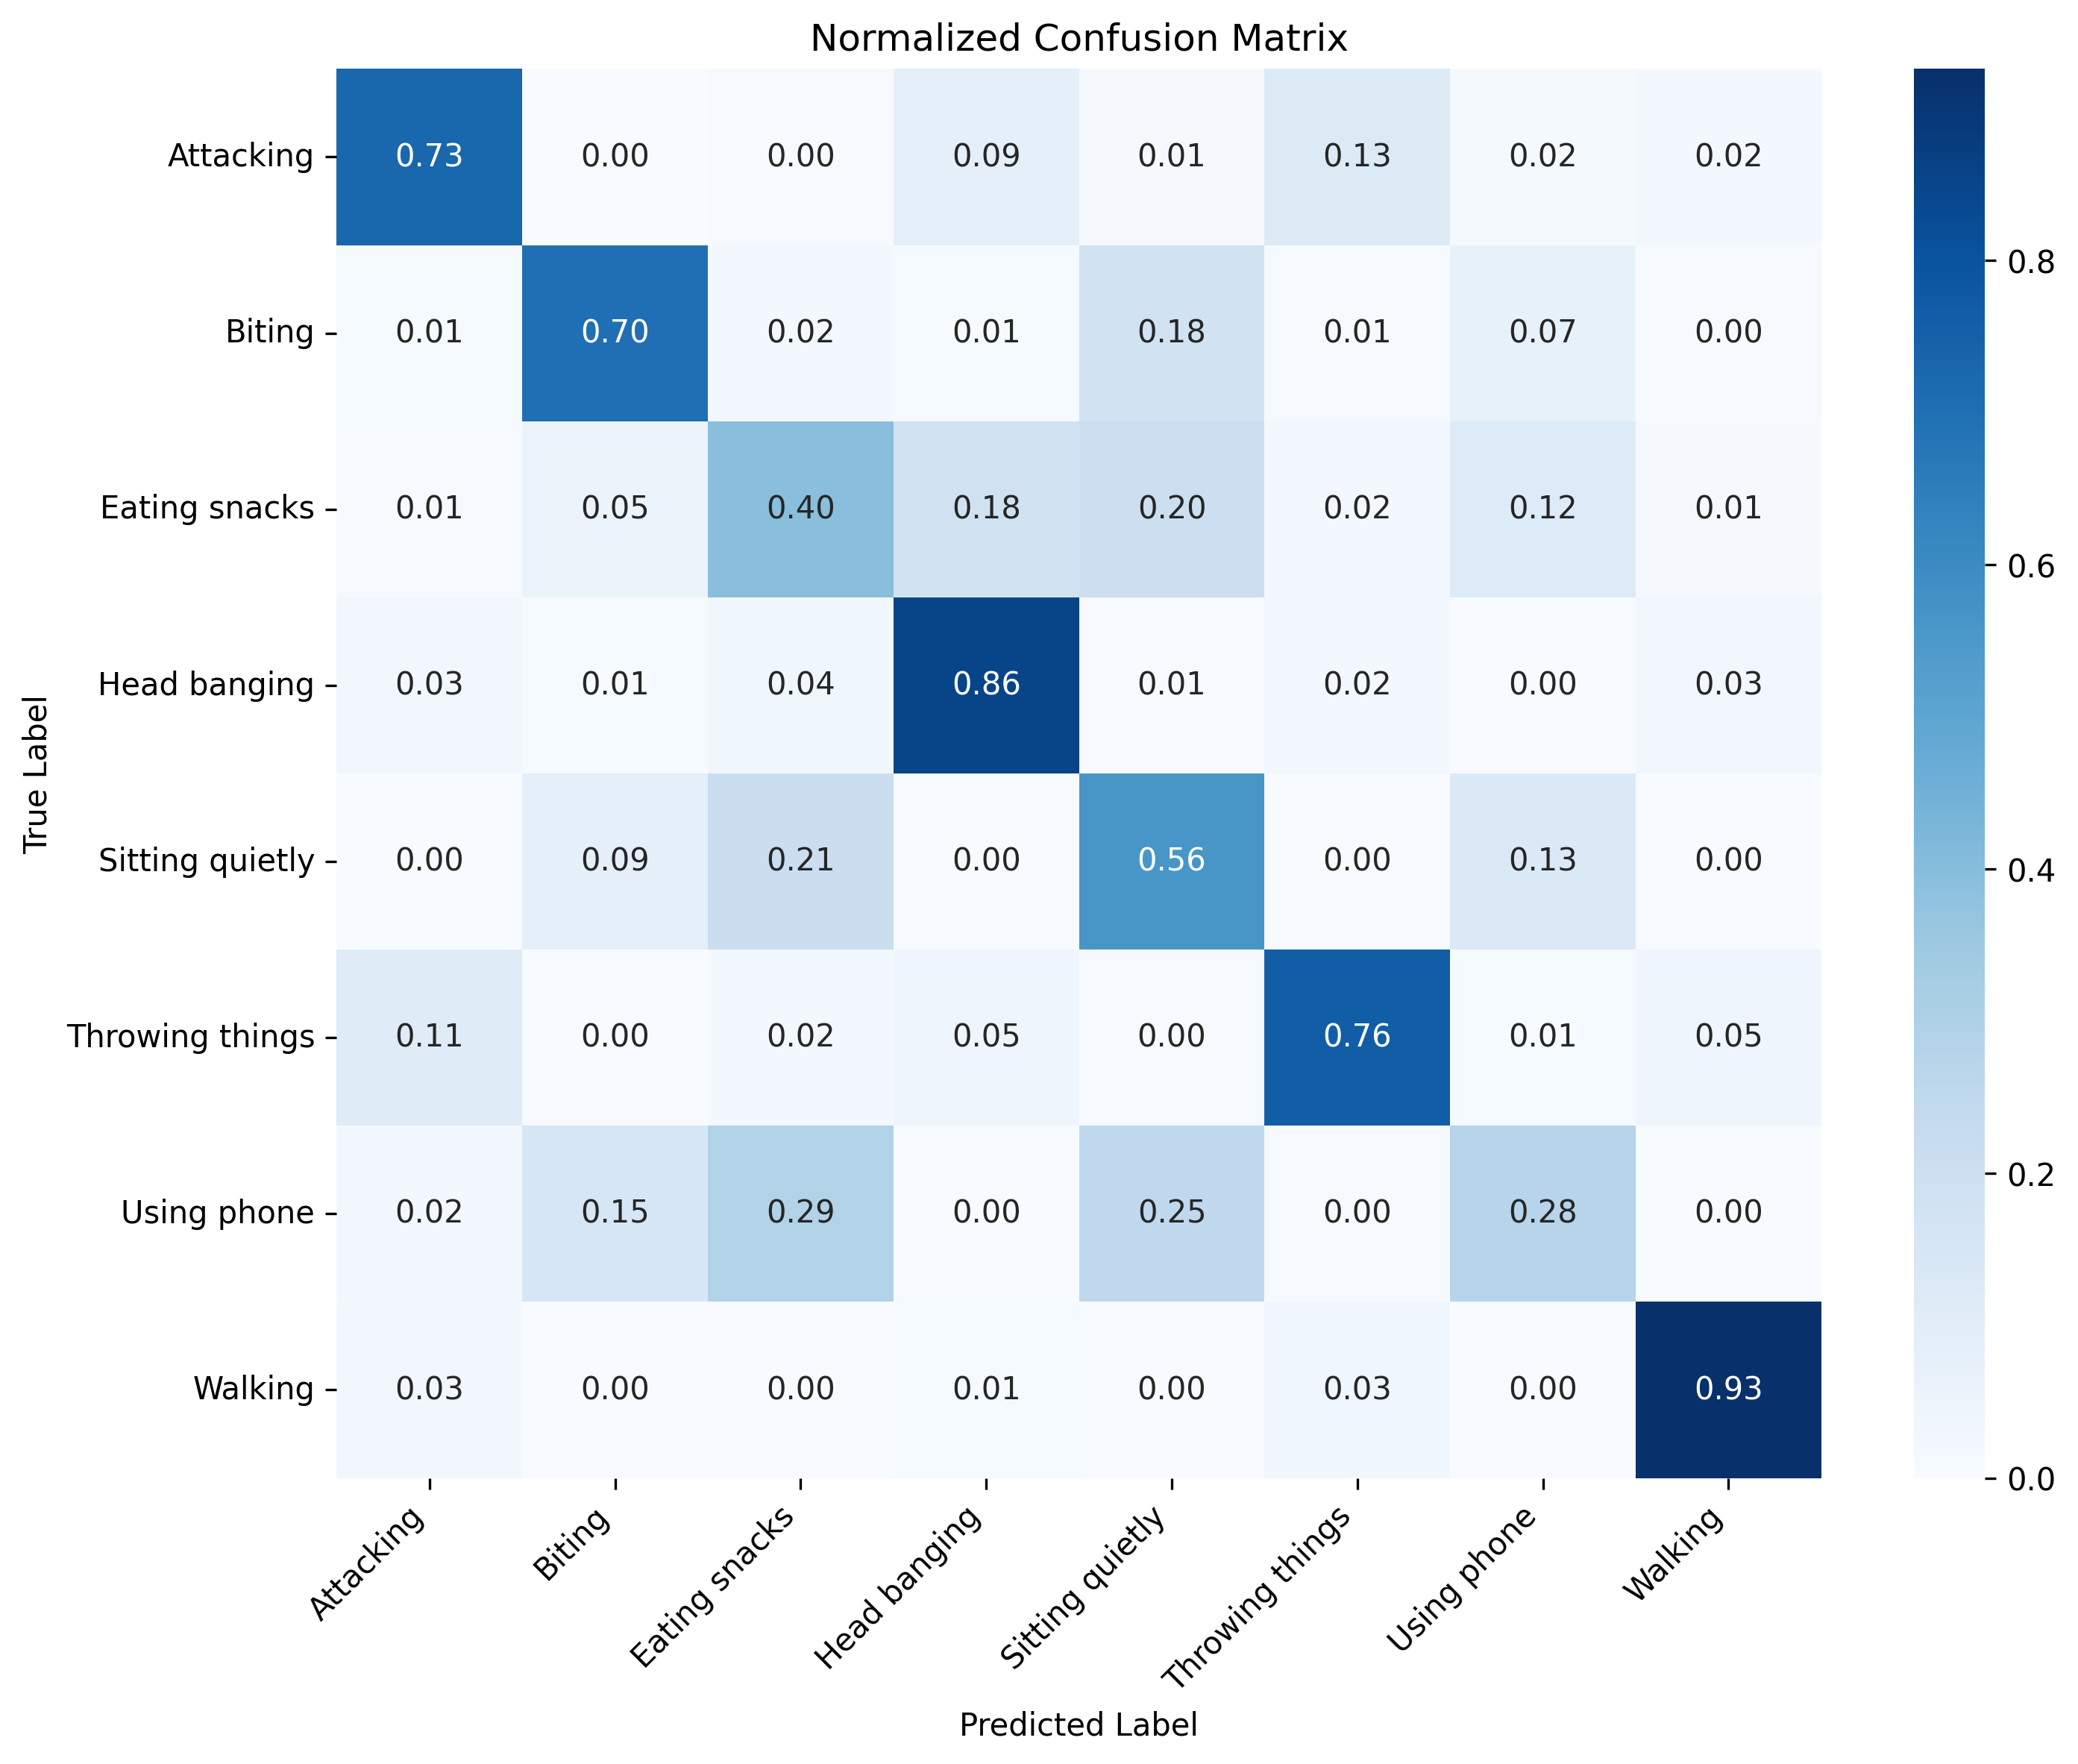 Normalized Confusion Matrix
Attacking 0.73 0.00 0.00 0.09 0.01 0.13 0.02 0.02
Biting 0.01 0.70 0.02 0.01 0.18 0.01 0.07 0.00
Eating snacks 0.01 0.05 0.40 0.18 0.20 0.02 0.12 0.01
Head banging 0.03 0.01 0.04 0.86 0.01 0.02 0.00 0.03
Sitting quietly 0.00 0.09 0.21 0.00 0.56 0.00 0.13 0.00
Throwing things 0.11 0.00 0.02 0.05 0.00 0.76 0.01 0.05
Using phone 0.02 0.15 0.29 0.00 0.25 0.00 0.28 0.00
Walking 0.03 0.00 0.00 0.01 0.00 0.03 0.00 0.93
True Label
Attacking
Biting
Eating snacks
Head banging
Sitting quietly
Throwing things
Using phone
Walking
Predicted Label
0.8
0.6
0.4
0.2
0.0